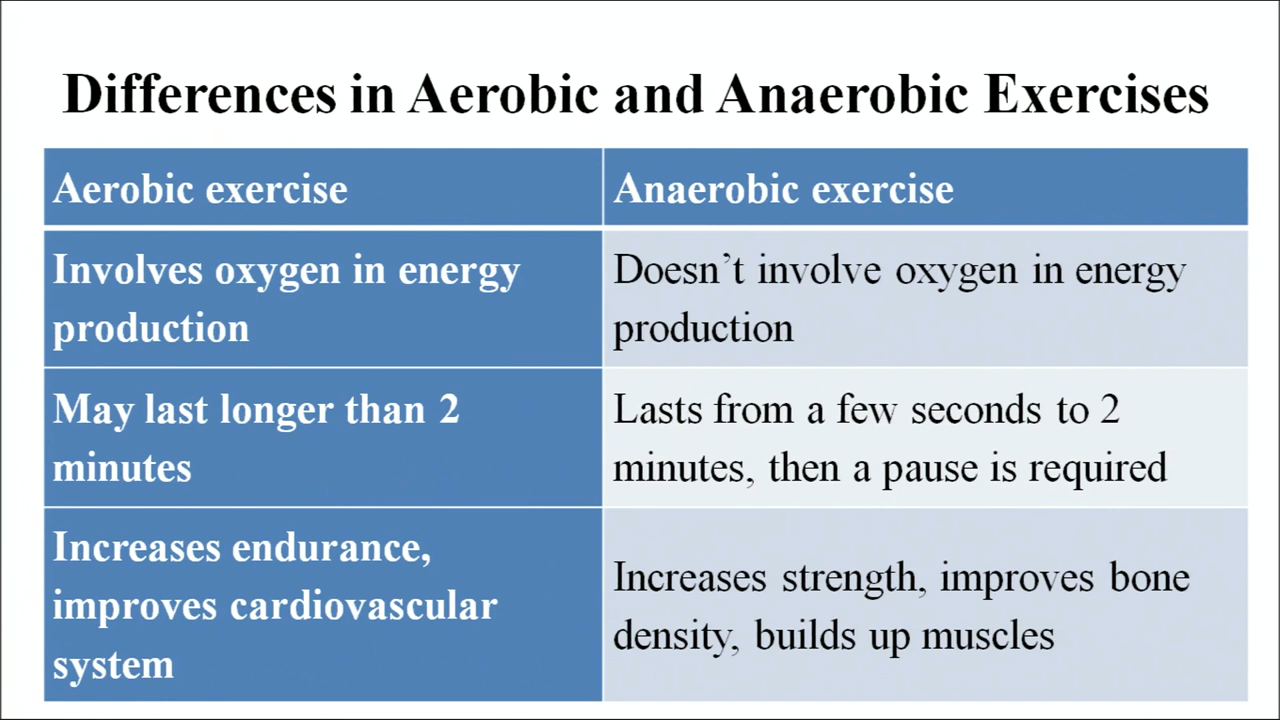 Differences in Aerobic and Anaerobic Exercises
Aerobic exercise
Anaerobic exercise
Involves oxygen in energy
production
Doesn’t involve oxygen in energy
production
May last longer than 2
minutes
Lasts from a few seconds to 2
minutes, then a pause is required
Increases endurance,
improves cardiovascular
system
Increases strength, improves bone
density, builds up muscles